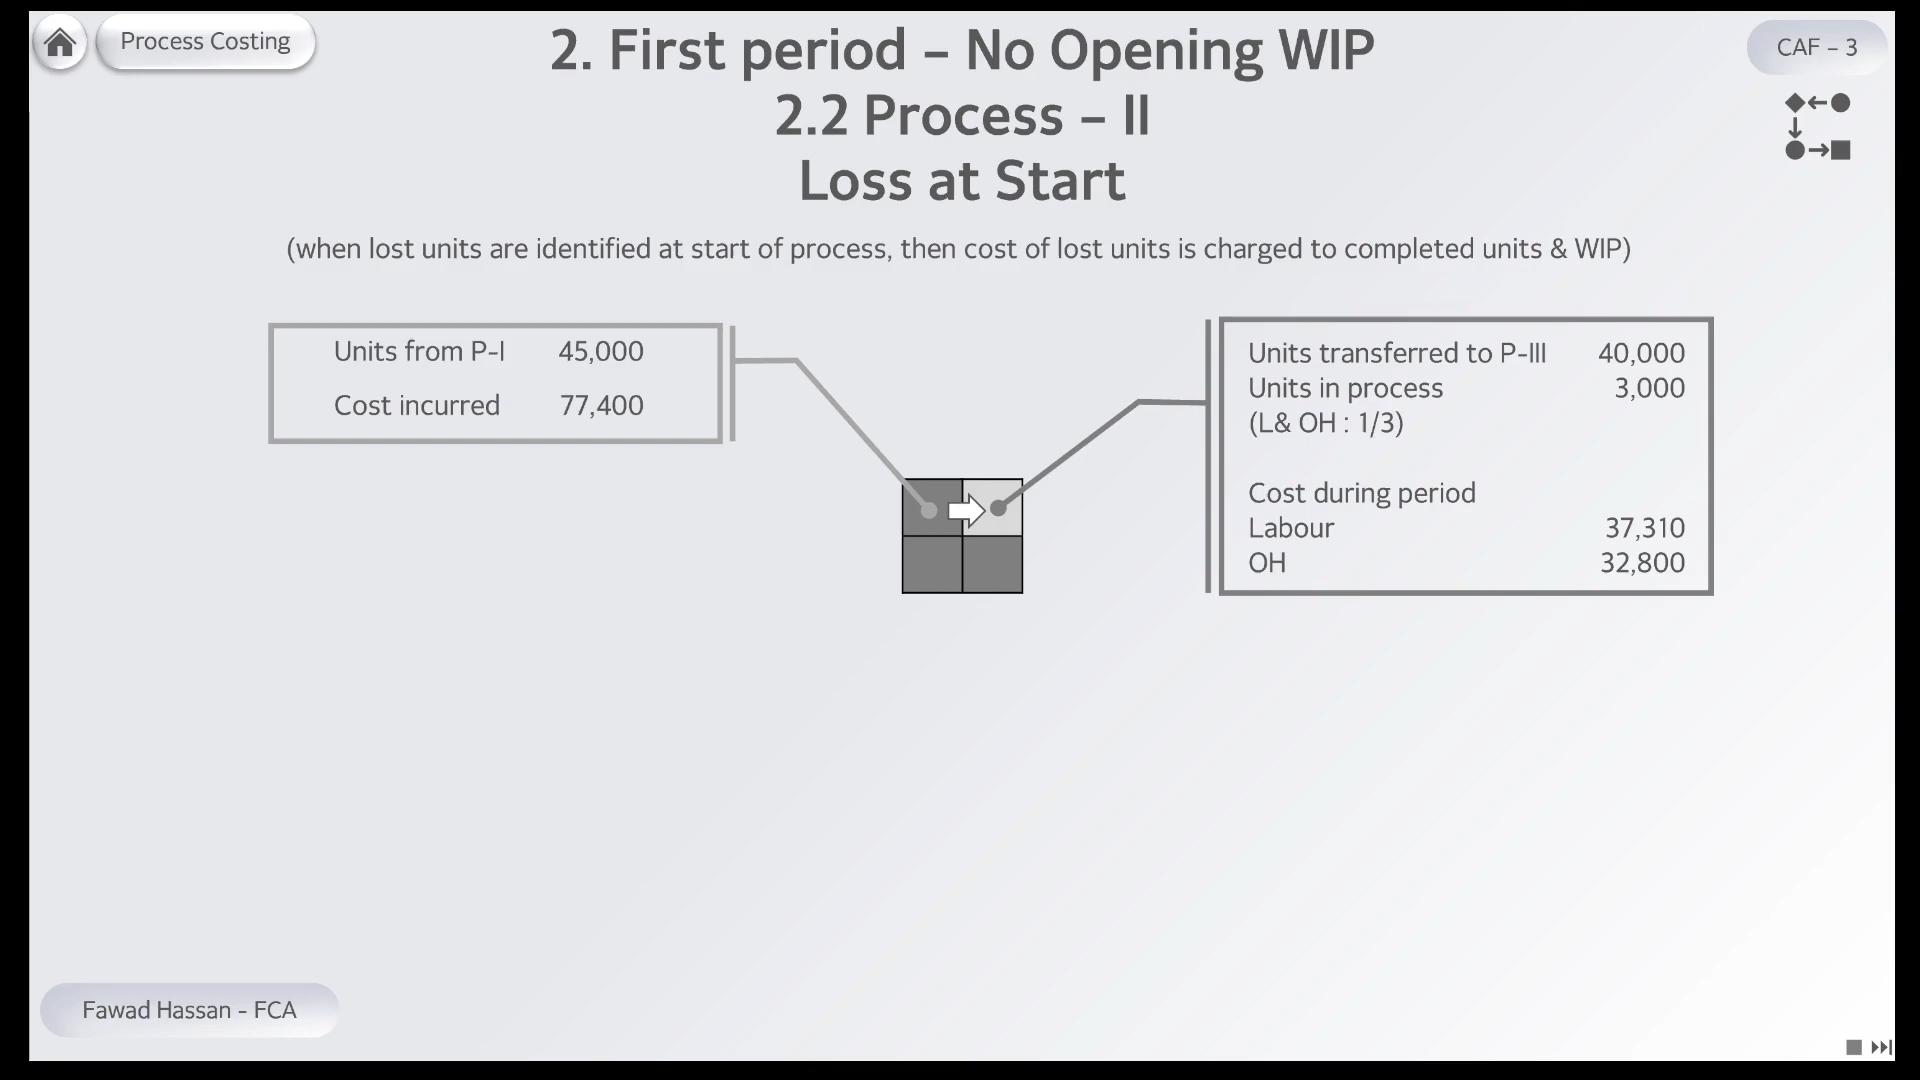 Process Costing
2. First period – No Opening WIP
CAF – 3
2.2 Process – II
Loss at Start
(when lost units are identified at start of process, then cost of lost units is charged to completed units & WIP)
Units from P-I 45,000
Cost incurred 77,400
Units transferred to P-III 40,000
Units in process 3,000
(L& OH : 1/3)
Cost during period
Labour 37,310
OH 32,800
Fawad Hassan - FCA